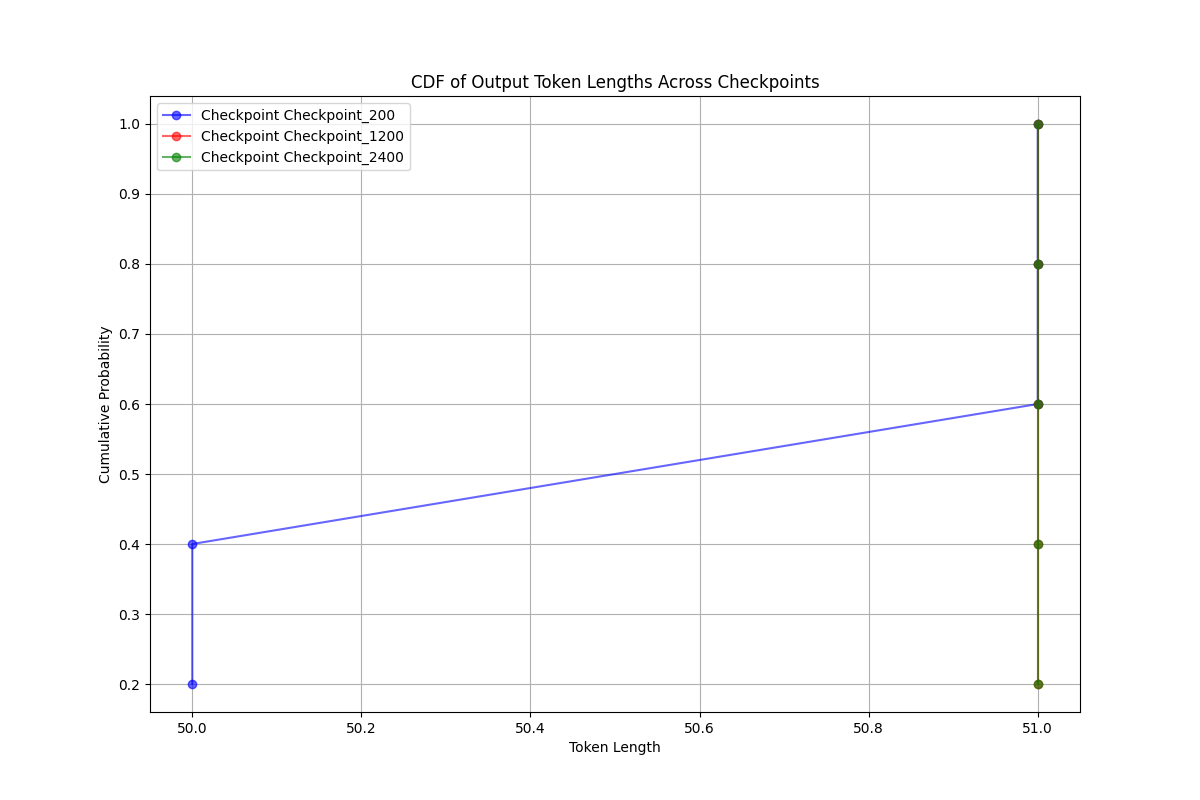 CDF of Output Token Lengths Across Checkpoints
Checkpoint Checkpoint_200
Checkpoint Checkpoint_1200
Checkpoint Checkpoint_2400
Cumulative Probability
1.0
0.9
0.8
0.7
0.6
0.5
0.4
0.3
0.2
50.0 50.2 50.4 50.6 50.8 51.0
Token Length